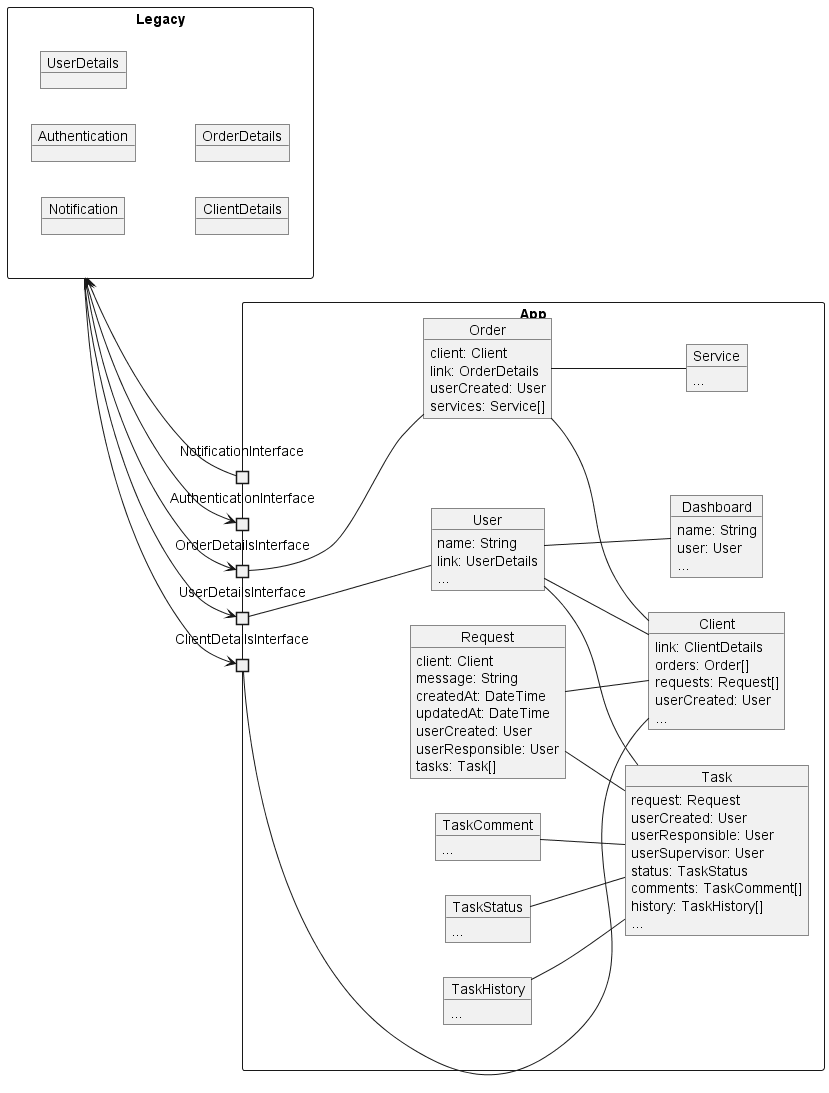 Legacy
UserDetails
Authentication
OrderDetails
Notification
ClientDetails
App
Order
client: Client
link: OrderDetails
userCreated: User
services: Service[]
Service
...
NotificationInterface
AuthenticationInterface
OrderDetailsInterface
UserDetailsInterface
ClientDetailsInterface
User
name: String
link: UserDetails
...
Dashboard
name: String
user: User
...
Request
client: Client
message: String
createdAt: DateTime
updatedAt: DateTime
userCreated: User
userResponsible: User
tasks: Task[]
Client
link: ClientDetails
orders: Order[]
requests: Request[]
userCreated: User
...
Task
request: Request
userCreated: User
userResponsible: User
userSupervisor: User
status: TaskStatus
comments: TaskComment[]
history: TaskHistory[]
...
TaskComment
...
TaskStatus
...
TaskHistory
...